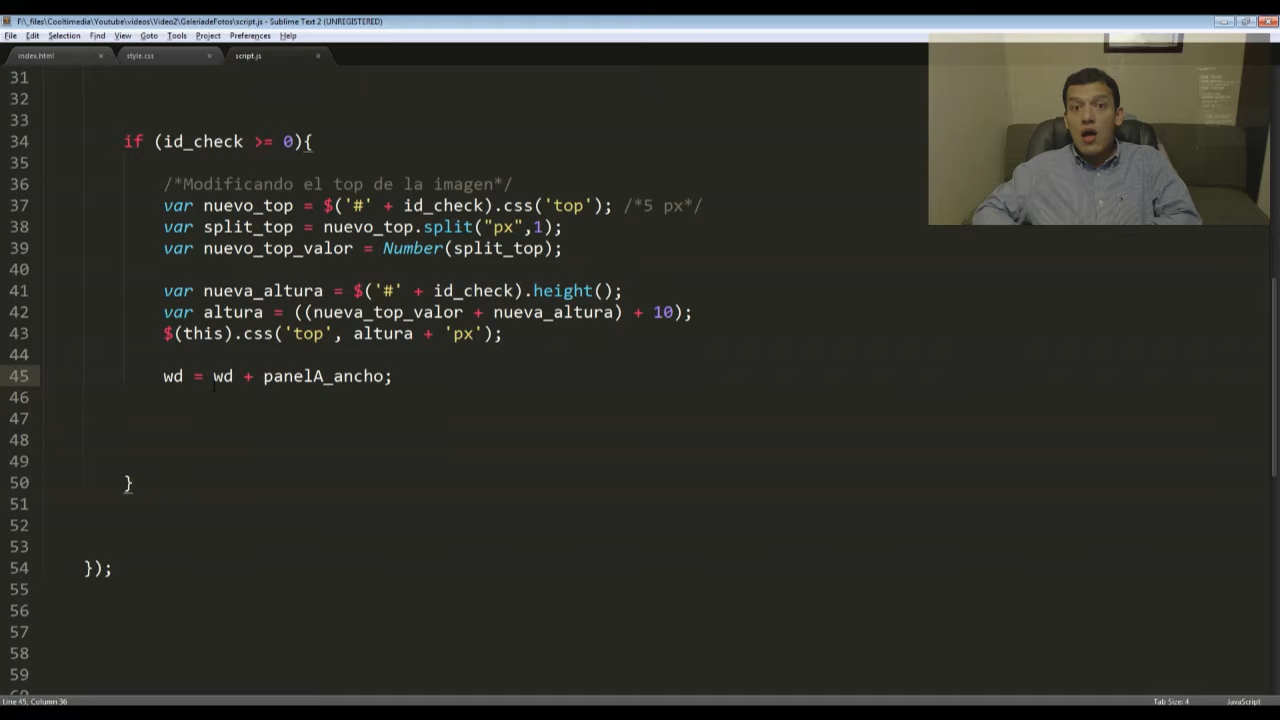 F:\_files\Cooltimedia\Youtube\videos\Video2\GaleriadeFotos\script.js - Sublime Text 2 (UNREGISTERED)
File Edit Selection Find View Goto Tools Project Preferences Help
index.html × style.css × script.js ×
31
32
33
34 if (id_check >= 0){
35
36 /*Modificando el top de la imagen*/
37 var nuevo_top = $('#' + id_check).css('top'); /*5 px*/
38 var split_top = nuevo_top.split("px",1);
39 var nuevo_top_valor = Number(split_top);
40
41 var nueva_altura = $('#' + id_check).height();
42 var altura = ((nueva_top_valor + nueva_altura) + 10);
43 $(this).css('top', altura + 'px');
44
45 wd = wd + panelA_ancho;
46
47
48
49
50 }
51
52
53
54 });
55
56
57
58
59
Line 45, Column 36 Tab Size: 4 JavaScript